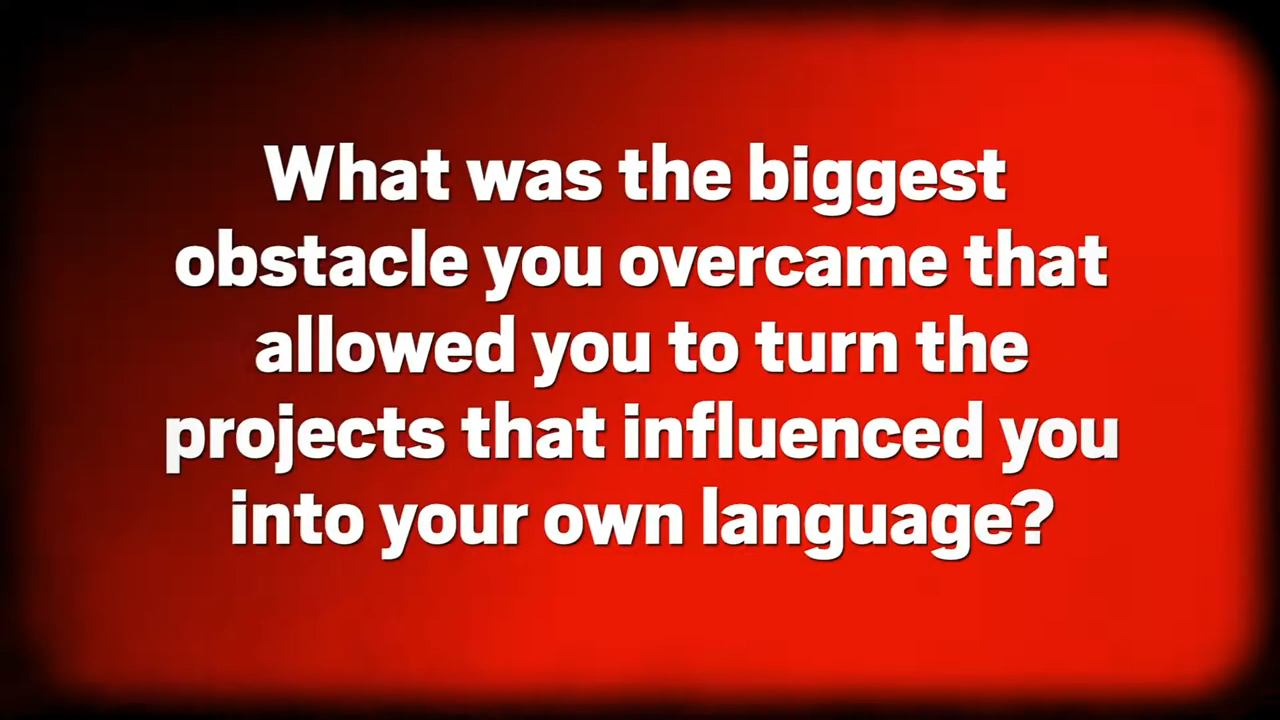 What was the biggest
obstacle you overcame that
allowed you to turn the
projects that influenced you
into your own language?